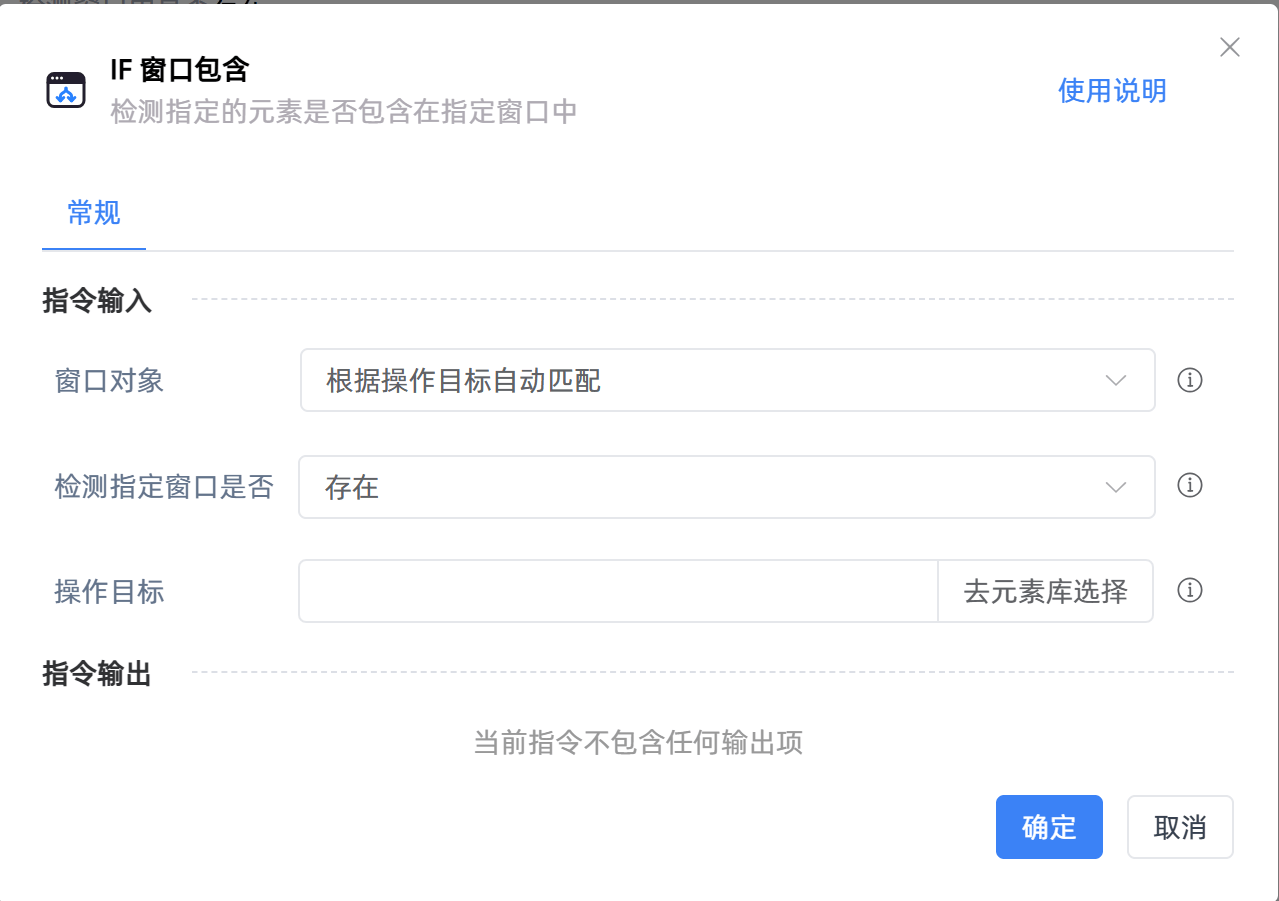 IF 窗口包含
检测指定的元素是否包含在指定窗口中
使用说明
常规
指令输入
窗口对象
根据操作目标自动匹配
检测指定窗口是否
存在
操作目标
去元素库选择
指令输出
当前指令不包含任何输出项
确定
取消